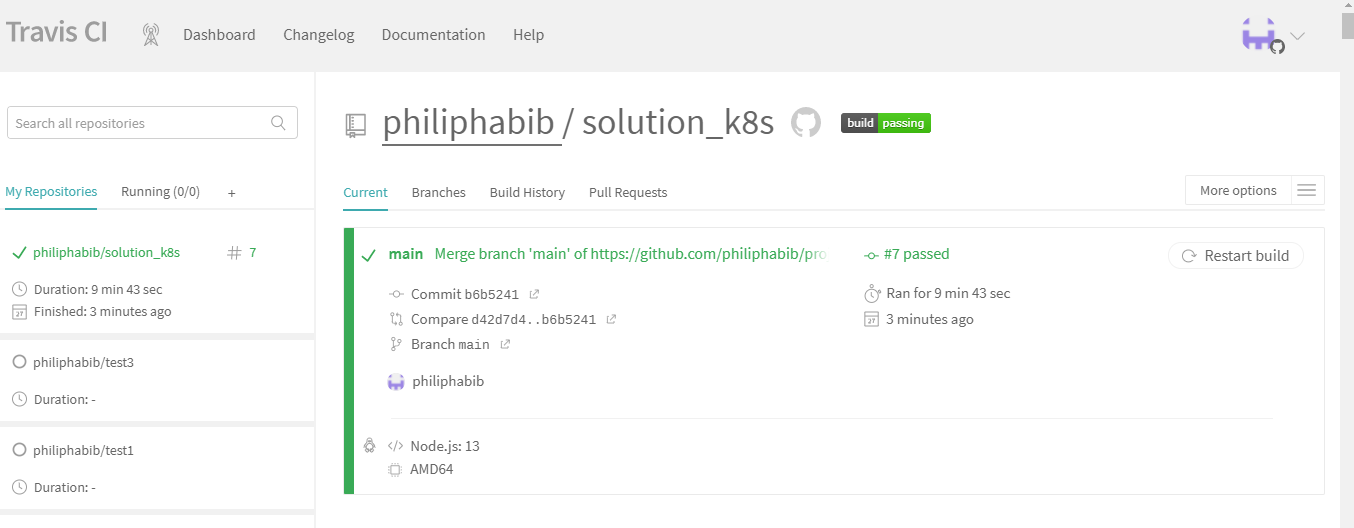 Travis CI
Dashboard
Changelog
Documentation
Help
Search all repositories
My Repositories
Running (0/0)
+
philiphabib/solution_k8s
# 7
Duration: 9 min 43 sec
27
Finished: 3 minutes ago
philiphabib/test3
Duration: -
philiphabib/test1
Duration: -
philiphabib / solution_k8s
build passing
Current
Branches
Build History
Pull Requests
More options
main Merge branch 'main' of https://github.com/philiphabib/pro
Commit b6b5241
Compare d42d7d4..b6b5241
Branch main
philiphabib
#7 passed
Ran for 9 min 43 sec
27
3 minutes ago
Restart build
</> Node.js: 13
AMD64